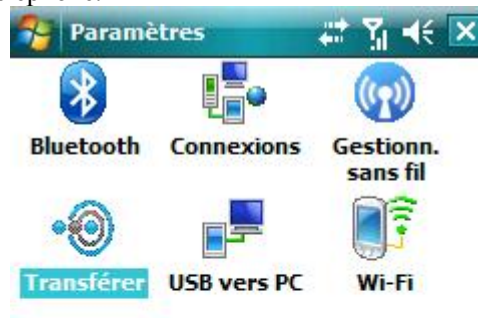 Paramètres
Bluetooth Connexions Gestionn.
sans fil
Transférer USB vers PC Wi-Fi